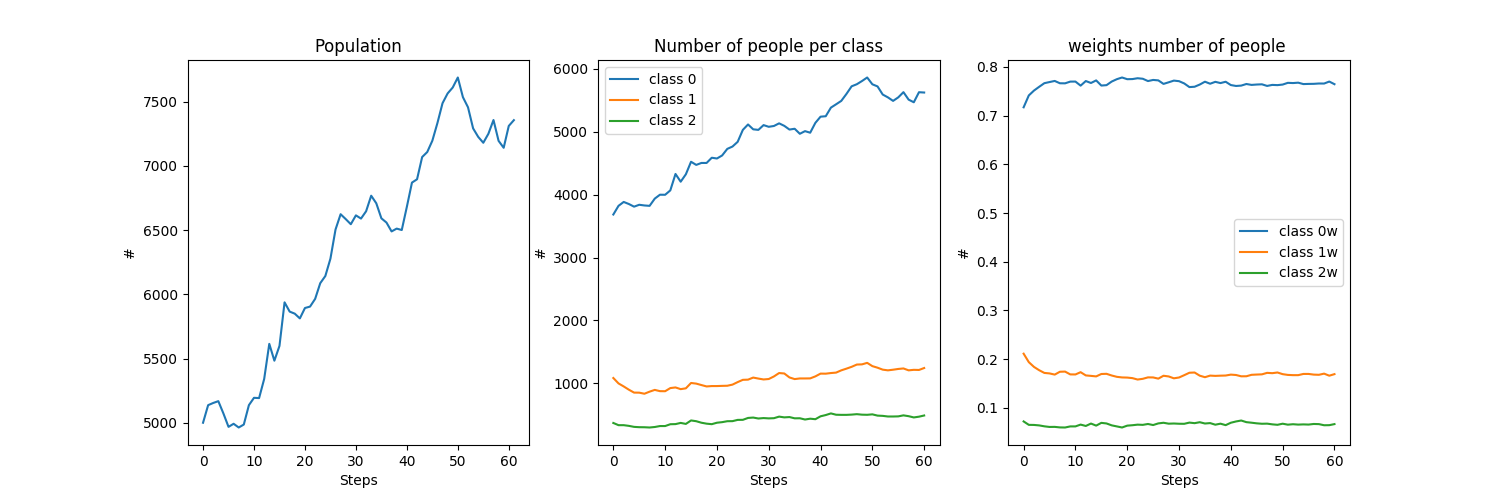 Population
#
7500
7000
6500
6000
5500
5000
0 10 20 30 40 50 60
Steps
Number of people per class
#
6000
5000
4000
3000
2000
1000
class 0
class 1
class 2
0 10 20 30 40 50 60
Steps
weights number of people
#
0.8
0.7
0.6
0.5
0.4
0.3
0.2
0.1
class 0w
class 1w
class 2w
0 10 20 30 40 50 60
Steps